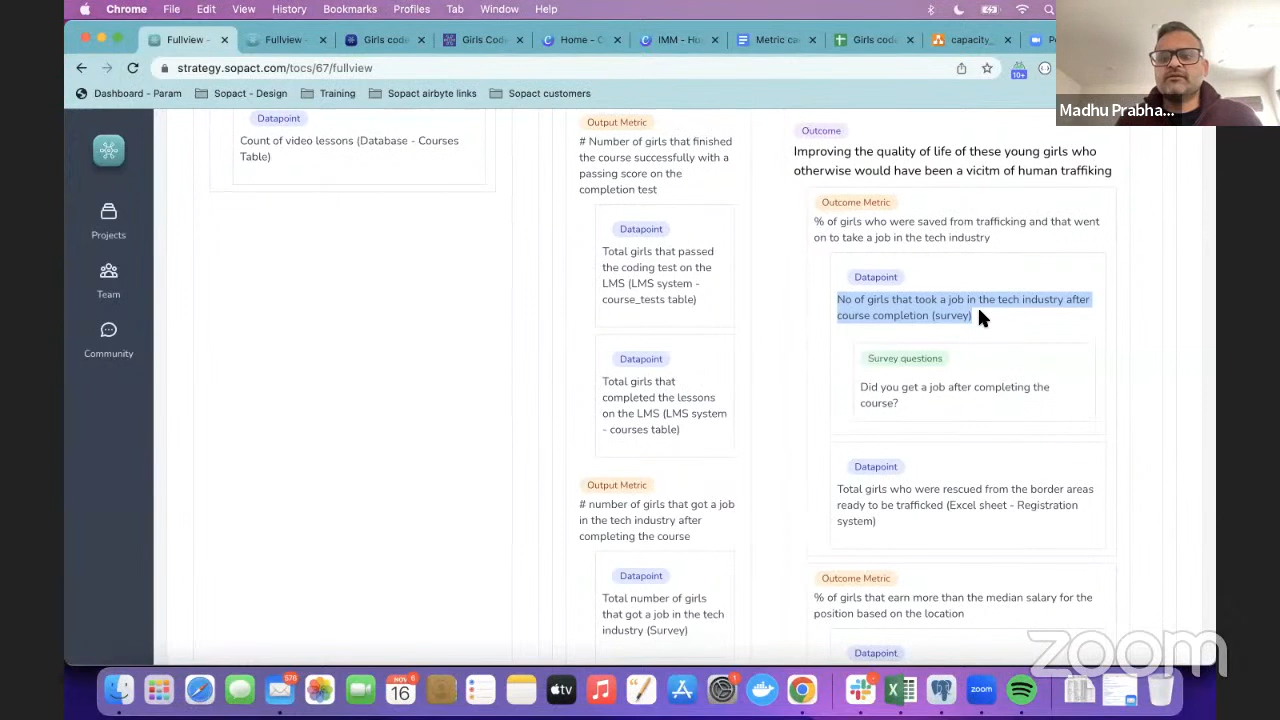 Chrome File Edit View History Bookmarks Profiles Tab Window Help
Fullview - Fullview - Girls code Girls Cod Home - C IMM - H Metric ca Girls cod capacity_ P
strategy.sopact.com/tocs/67/fullview
10+
Dashboard - Param Sopact - Design Training Sopact airbyte links Sopact customers
Madhu Prabha...
Projects
Team
Community
Datapoint
Count of video lessons (Database - Courses
Table)
Output Metric
# Number of girls that finished
the course successfully with a
passing score on the
completion test
Datapoint
Total girls that passed
the coding test on the
LMS (LMS system -
course_tests table)
Datapoint
Total girls that
completed the lessons
on the LMS (LMS system
- courses table)
Output Metric
# number of girls that got a job
in the tech industry after
completing the course
Datapoint
Total number of girls
that got a job in the tech
industry (Survey)
Outcome
Improving the quality of life of these young girls who
otherwise would have been a vicitm of human traffiking
Outcome Metric
% of girls who were saved from trafficking and that went
on to take a job in the tech industry
Datapoint
No of girls that took a job in the tech industry after
course completion (survey)
Survey questions
Did you get a job after completing the
course?
Datapoint
Total girls who were rescued from the border areas
ready to be trafficked (Excel sheet - Registration
system)
Outcome Metric
% of girls that earn more than the median salary for the
position based on the location
Datapoint
zoom
576
NOV 6
16
tv
1
zoom